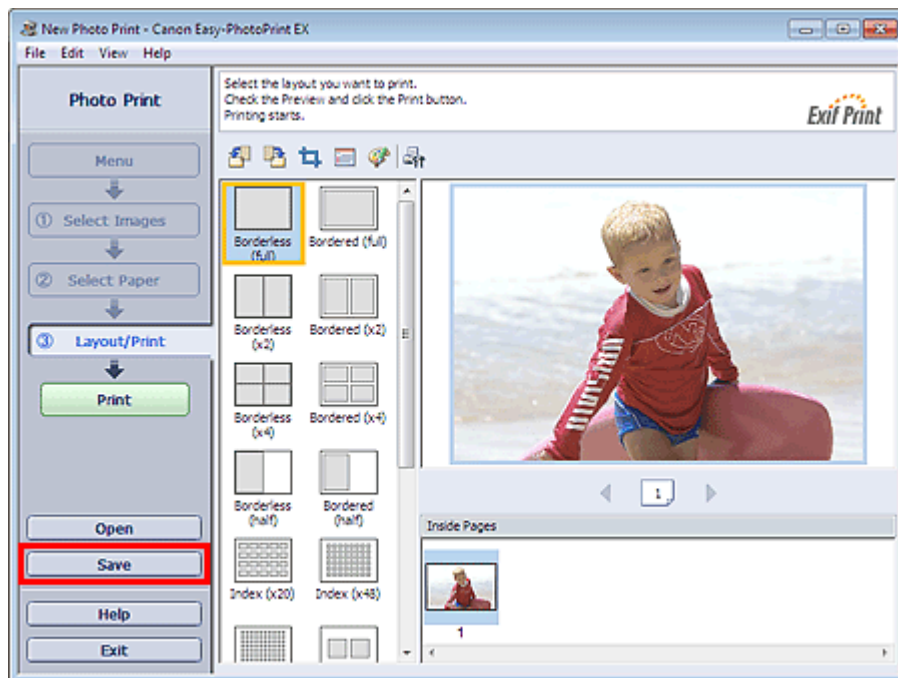 New Photo Print - Canon Easy-PhotoPrint EX
File Edit View Help
Photo Print
Select the layout you want to print.
Check the Preview and click the Print button.
Printing starts.
Exif Print
Menu
① Select Images
② Select Paper
③ Layout/Print
Print
Open
Save
Help
Exit
Borderless
(full)
Bordered (full)
Borderless
(x2)
Bordered (x2)
Borderless
(x4)
Bordered (x4)
Borderless
(half)
Bordered
(half)
Index (x20)
Index (x48)
1
Inside Pages
1